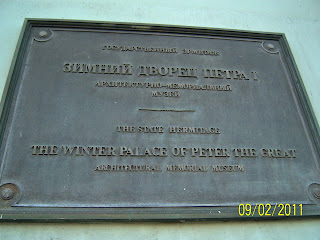 ГОСУДАРСТВЕННЫЙ ЭРМИТАЖ
ЗИМНИЙ ДВОРЕЦ ПЕТРА I
АРХИТЕКТУРНО-МЕМОРИАЛЬНЫЙ
МУЗЕЙ
THE STATE HERMITAGE
THE WINTER PALACE OF PETER THE GREAT
ARCHITECTURAL MEMORIAL MUSEUM
09/02/2011